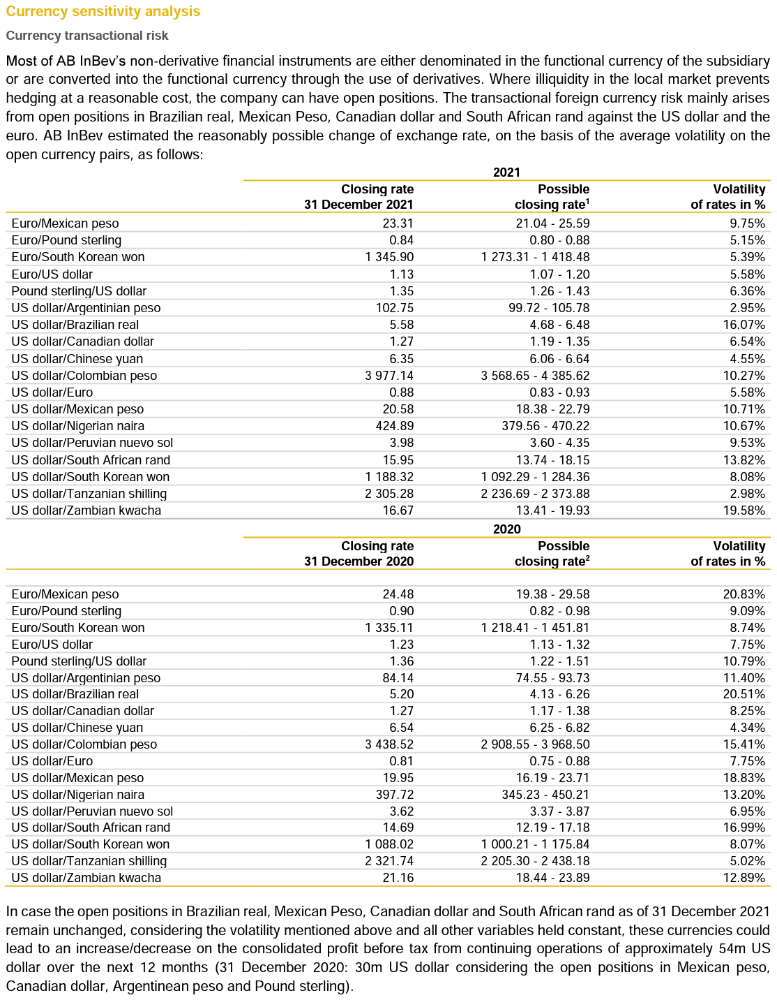 Currency sensitivity analysis
Currency transactional risk
Most of AB InBev's non-derivative financial instruments are either denominated in the functional currency of the subsidiary
or are converted into the functional currency through the use of derivatives. Where illiquidity in the local market prevents
hedging at a reasonable cost, the company can have open positions. The transactional foreign currency risk mainly arises
from open positions in Brazilian real, Mexican Peso, Canadian dollar and South African rand against the US dollar and the
euro. AB InBev estimated the reasonably possible change of exchange rate, on the basis of the average volatility on the
open currency pairs, as follows:
2021
Closing rate Possible Volatility
31 December 2021 closing rate¹ of rates in %
Euro/Mexican peso 23.31 21.04 - 25.59 9.75%
Euro/Pound sterling 0.84 0.80 - 0.88 5.15%
Euro/South Korean won 1 345.90 1 273.31 - 1 418.48 5.39%
Euro/US dollar 1.13 1.07 - 1.20 5.58%
Pound sterling/US dollar 1.35 1.26 - 1.43 6.36%
US dollar/Argentinian peso 102.75 99.72 - 105.78 2.95%
US dollar/Brazilian real 5.58 4.68 - 6.48 16.07%
US dollar/Canadian dollar 1.27 1.19 - 1.35 6.54%
US dollar/Chinese yuan 6.35 6.06 - 6.64 4.55%
US dollar/Colombian peso 3 977.14 3 568.65 - 4 385.62 10.27%
US dollar/Euro 0.88 0.83 - 0.93 5.58%
US dollar/Mexican peso 20.58 18.38 - 22.79 10.71%
US dollar/Nigerian naira 424.89 379.56 - 470.22 10.67%
US dollar/Peruvian nuevo sol 3.98 3.60 - 4.35 9.53%
US dollar/South African rand 15.95 13.74 - 18.15 13.82%
US dollar/South Korean won 1 188.32 1 092.29 - 1 284.36 8.08%
US dollar/Tanzanian shilling 2 305.28 2 236.69 - 2 373.88 2.98%
US dollar/Zambian kwacha 16.67 13.41 - 19.93 19.58%
2020
Closing rate Possible Volatility
31 December 2020 closing rate² of rates in %
Euro/Mexican peso 24.48 19.38 - 29.58 20.83%
Euro/Pound sterling 0.90 0.82 - 0.98 9.09%
Euro/South Korean won 1 335.11 1 218.41 - 1 451.81 8.74%
Euro/US dollar 1.23 1.13 - 1.32 7.75%
Pound sterling/US dollar 1.36 1.22 - 1.51 10.79%
US dollar/Argentinian peso 84.14 74.55 - 93.73 11.40%
US dollar/Brazilian real 5.20 4.13 - 6.26 20.51%
US dollar/Canadian dollar 1.27 1.17 - 1.38 8.25%
US dollar/Chinese yuan 6.54 6.25 - 6.82 4.34%
US dollar/Colombian peso 3 438.52 2 908.55 - 3 968.50 15.41%
US dollar/Euro 0.81 0.75 - 0.88 7.75%
US dollar/Mexican peso 19.95 16.19 - 23.71 18.83%
US dollar/Nigerian naira 397.72 345.23 - 450.21 13.20%
US dollar/Peruvian nuevo sol 3.62 3.37 - 3.87 6.95%
US dollar/South African rand 14.69 12.19 - 17.18 16.99%
US dollar/South Korean won 1 088.02 1 000.21 - 1 175.84 8.07%
US dollar/Tanzanian shilling 2 321.74 2 205.30 - 2 438.18 5.02%
US dollar/Zambian kwacha 21.16 18.44 - 23.89 12.89%
In case the open positions in Brazilian real, Mexican Peso, Canadian dollar and South African rand as of 31 December 2021
remain unchanged, considering the volatility mentioned above and all other variables held constant, these currencies could
lead to an increase/decrease on the consolidated profit before tax from continuing operations of approximately 54m US
dollar over the next 12 months (31 December 2020: 30m US dollar considering the open positions in Mexican peso,
Canadian dollar, Argentinean peso and Pound sterling).